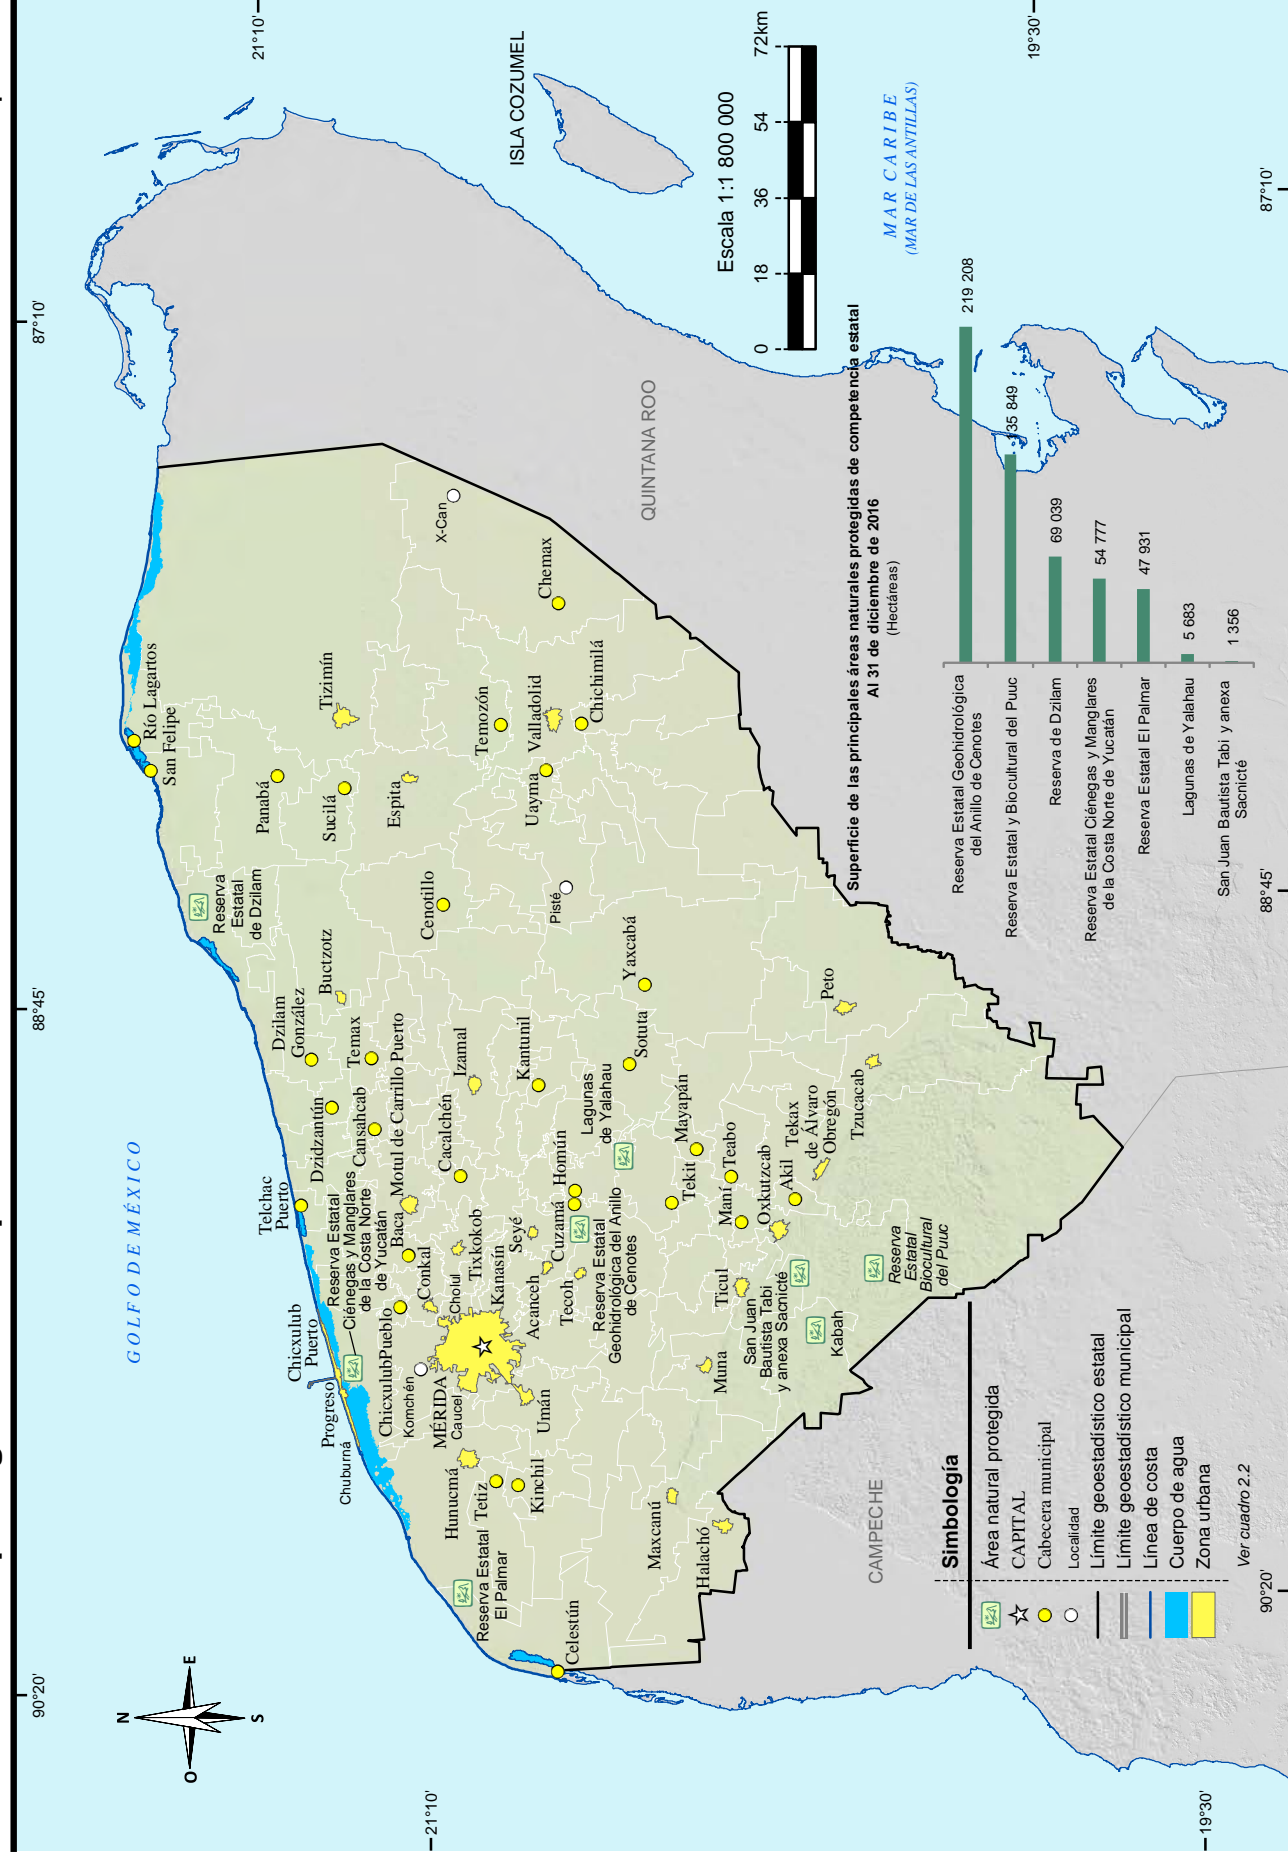 GOLFO DE MÉXICO
87°10'
88°45'
90°20'
21°10'
19°30'
21°10'
19°30'
87°10'
88°45'
90°20'
N
E
S
O
ISLA COZUMEL
MAR CARIBE
(MAR DE LAS ANTILLAS)
QUINTANA ROO
CAMPECHE
Escala 1:1 800 000
0
18
36
54
72km
Río Lagartos
San Felipe
Panabá
Tizimín
Sucilá
Espita
X-Can
Chemax
Temozón
Valladolid
Chichimilá
Uayma
Pisté
Cenotillo
Yaxcabá
Sotuta
Reserva
Estatal
de Dzilam
Buctzotz
Dzilam
González
Temax
Dzidzantún
Cansahcab
Motul de Carrillo Puerto
Izamal
Kantunil
Cacalchén
Telchac
Puerto
Reserva Estatal
Ciénegas y Manglares
de la Costa Norte
de Yucatán
Baca
Conkal
Cholul
Tixkokob
Kanasín
Seyé
Acanceh
Cuzamá
Homún
Tecoh
Lagunas
de Yalahau
Reserva Estatal
Geohidrológica del Anillo
de Cenotes
Chicxulub
Puerto
Progreso
Chuburná
ChicxulubPueblo
Komchén
MÉRIDA
Caucel
Umán
Hunucmá
Tetiz
Kinchil
Reserva Estatal
El Palmar
Celestún
Maxcanú
Halachó
Muna
Ticul
San Juan
Bautista Tabi
y anexa Sacnicté
Kabah
Reserva
Estatal
Biocultural
del Puuc
Mayapán
Tekit
Teabo
Maní
Oxkutzcab
Akil
Tekax
de Álvaro
Obregón
Tzucacab
Peto
Superficie de las principales áreas naturales protegidas de competencia estatal
Al 31 de diciembre de 2016
(Hectáreas)
Reserva Estatal Geohidrológica
del Anillo de Cenotes
219 208
Reserva Estatal y Biocultural del Puuc
135 849
Reserva de Dzilam
69 039
Reserva Estatal Ciénegas y Manglares
de la Costa Norte de Yucatán
54 777
Reserva Estatal El Palmar
47 931
Lagunas de Yalahau
5 683
San Juan Bautista Tabi y anexa
Sacnicté
1 356
Simbología
Área natural protegida
CAPITAL
Cabecera municipal
Localidad
Límite geoestadístico estatal
Límite geoestadístico municipal
Línea de costa
Cuerpo de agua
Zona urbana
Ver cuadro 2.2